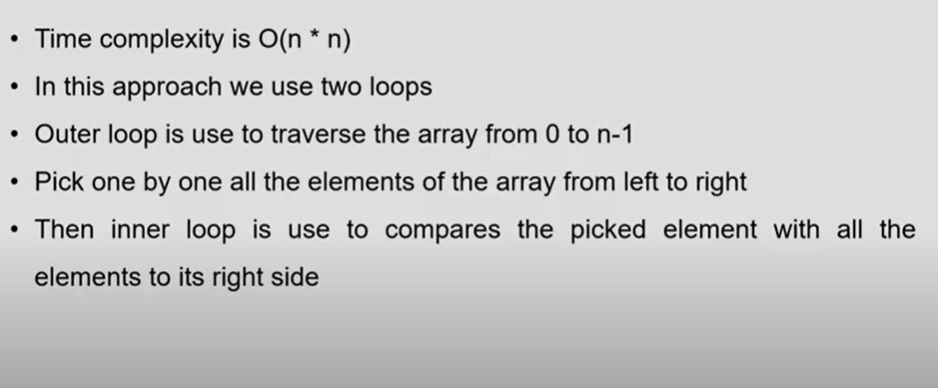 • Time complexity is O(n * n)
• In this approach we use two loops
• Outer loop is use to traverse the array from 0 to n-1
• Pick one by one all the elements of the array from left to right
• Then inner loop is use to compares the picked element with all the
elements to its right side